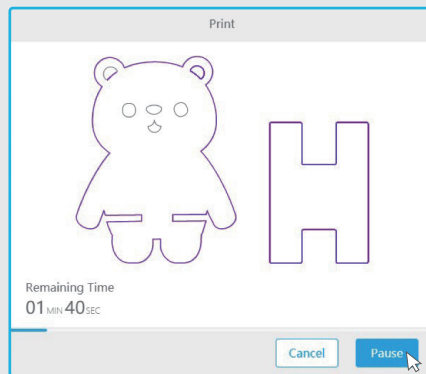 Print
Remaining Time
01 MIN 40 SEC
Cancel
Pause